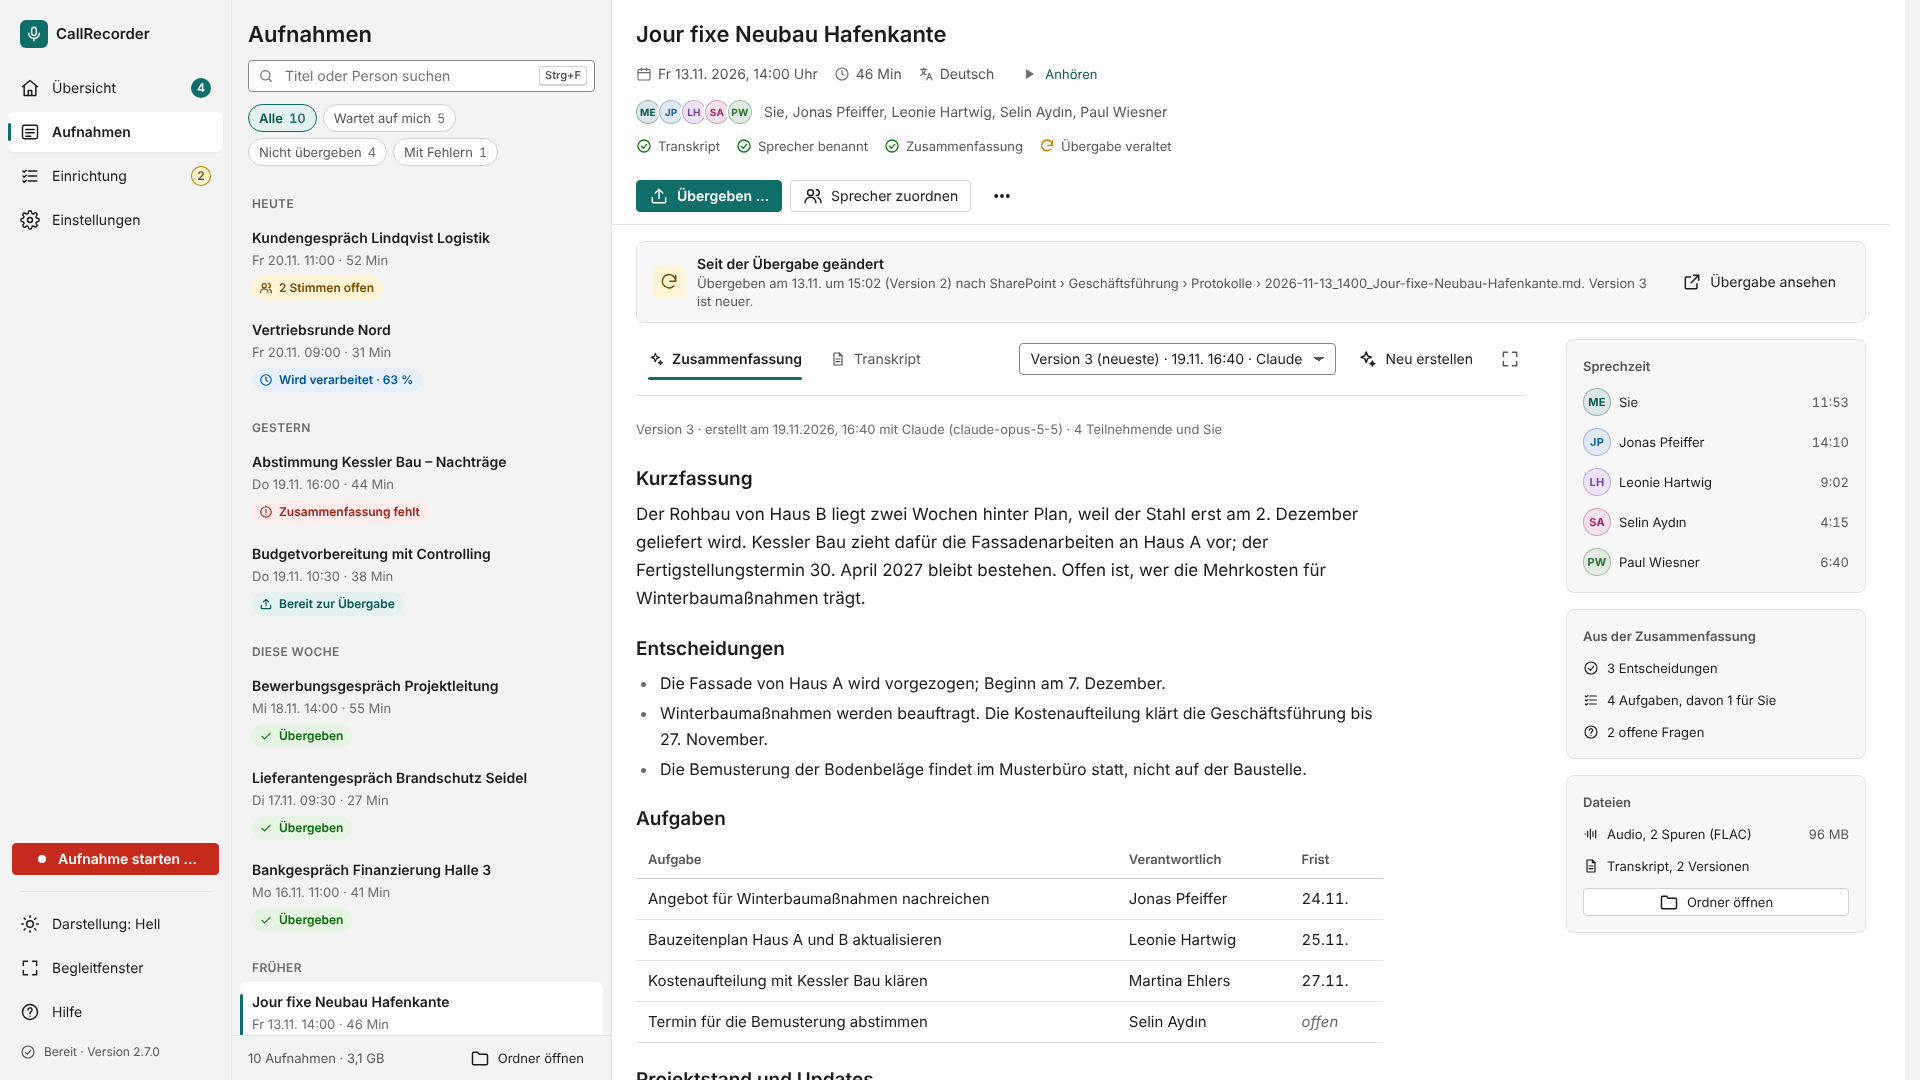 CallRecorder
Übersicht 4
Aufnahmen
Einrichtung 2
Einstellungen
Aufnahme starten ...
Darstellung: Hell
Begleitfenster
Hilfe
Bereit · Version 2.7.0
Aufnahmen
Titel oder Person suchen Strg+F
Alle 10 Wartet auf mich 5
Nicht übergeben 4 Mit Fehlern 1
HEUTE
Kundengespräch Lindqvist Logistik
Fr 20.11. 11:00 · 52 Min
2 Stimmen offen
Vertriebsrunde Nord
Fr 20.11. 09:00 · 31 Min
Wird verarbeitet · 63 %
GESTERN
Abstimmung Kessler Bau – Nachträge
Do 19.11. 16:00 · 44 Min
Zusammenfassung fehlt
Budgetvorbereitung mit Controlling
Do 19.11. 10:30 · 38 Min
Bereit zur Übergabe
DIESE WOCHE
Bewerbungsgespräch Projektleitung
Mi 18.11. 14:00 · 55 Min
Übergeben
Lieferantengespräch Brandschutz Seidel
Di 17.11. 09:30 · 27 Min
Übergeben
Bankgespräch Finanzierung Halle 3
Mo 16.11. 11:00 · 41 Min
Übergeben
FRÜHER
Jour fixe Neubau Hafenkante
Fr 13.11. 14:00 · 46 Min
10 Aufnahmen · 3,1 GB Ordner öffnen
Jour fixe Neubau Hafenkante
Fr 13.11. 2026, 14:00 Uhr 46 Min Deutsch Anhören
ME JP LH SA PW Sie, Jonas Pfeiffer, Leonie Hartwig, Selin Aydın, Paul Wiesner
Transkript Sprecher benannt Zusammenfassung Übergabe veraltet
Übergeben ... Sprecher zuordnen
Seit der Übergabe geändert
Übergeben am 13.11. um 15:02 (Version 2) nach SharePoint › Geschäftsführung › Protokolle › 2026-11-13_1400_Jour-fixe-Neubau-Hafenkante.md. Version 3
ist neuer.
Übergabe ansehen
Zusammenfassung Transkript Version 3 (neueste) · 19.11. 16:40 · Claude Neu erstellen
Version 3 · erstellt am 19.11.2026, 16:40 mit Claude (claude-opus-5-5) · 4 Teilnehmende und Sie
Kurzfassung
Der Rohbau von Haus B liegt zwei Wochen hinter Plan, weil der Stahl erst am 2. Dezember
geliefert wird. Kessler Bau zieht dafür die Fassadenarbeiten an Haus A vor; der
Fertigstellungstermin 30. April 2027 bleibt bestehen. Offen ist, wer die Mehrkosten für
Winterbaumaßnahmen trägt.
Entscheidungen
Die Fassade von Haus A wird vorgezogen; Beginn am 7. Dezember.
Winterbaumaßnahmen werden beauftragt. Die Kostenaufteilung klärt die Geschäftsführung bis
27. November.
Die Bemusterung der Bodenbeläge findet im Musterbüro statt, nicht auf der Baustelle.
Aufgaben
Aufgabe Verantwortlich Frist
Angebot für Winterbaumaßnahmen nachreichen Jonas Pfeiffer 24.11.
Bauzeitenplan Haus A und B aktualisieren Leonie Hartwig 25.11.
Kostenaufteilung mit Kessler Bau klären Martina Ehlers 27.11.
Termin für die Bemusterung abstimmen Selin Aydın offen
Projektstand und Updates
Sprechzeit
ME Sie 11:53
JP Jonas Pfeiffer 14:10
LH Leonie Hartwig 9:02
SA Selin Aydın 4:15
PW Paul Wiesner 6:40
Aus der Zusammenfassung
3 Entscheidungen
4 Aufgaben, davon 1 für Sie
2 offene Fragen
Dateien
Audio, 2 Spuren (FLAC) 96 MB
Transkript, 2 Versionen
Ordner öffnen